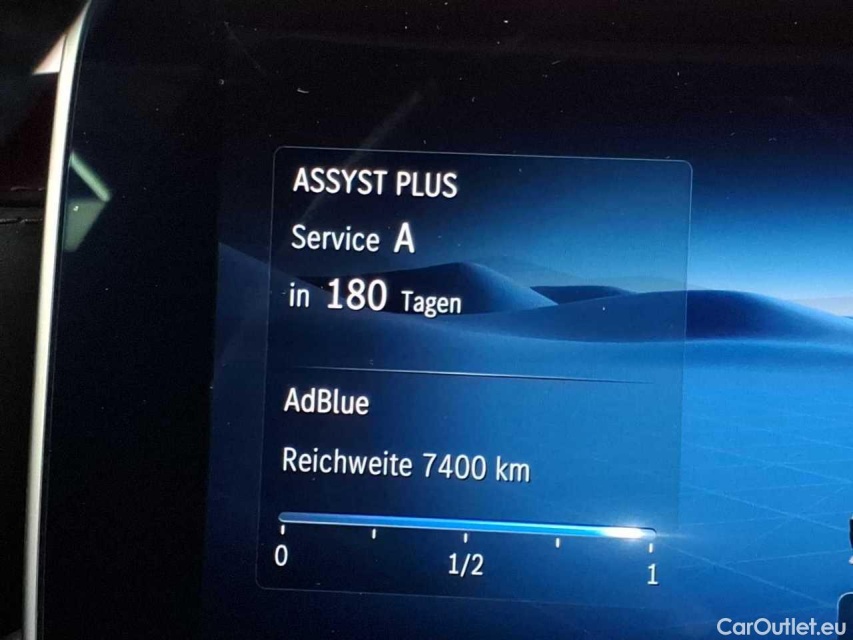 ASSYST PLUS
Service A
in 180 Tagen
AdBlue
Reichweite 7400 km
0 1/2 1
CarOutlet.eu